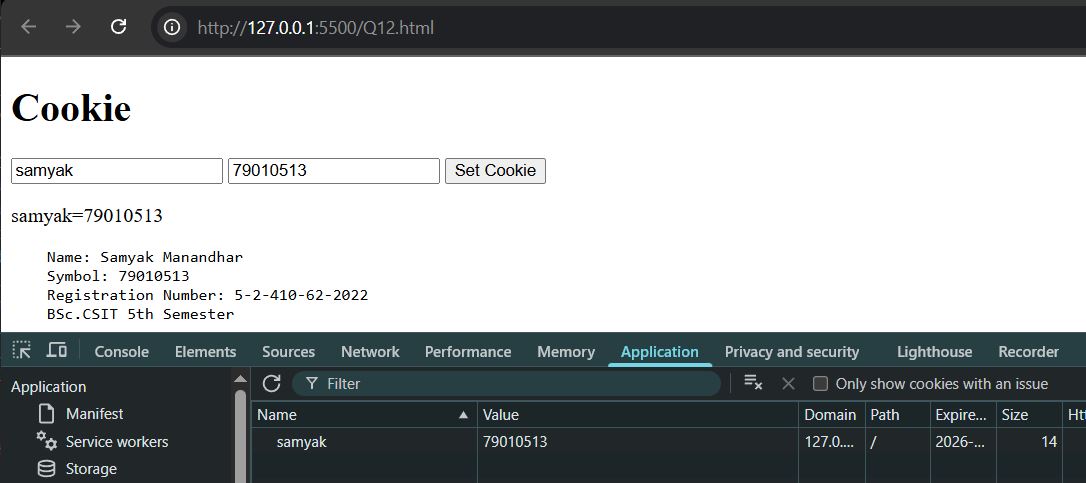 http://127.0.0.1:5500/Q12.html
Cookie
samyak 79010513 Set Cookie
samyak=79010513
Name: Samyak Manandhar
Symbol: 79010513
Registration Number: 5-2-410-62-2022
BSc.CSIT 5th Semester
Console Elements Sources Network Performance Memory Application Privacy and security Lighthouse Recorder
Application Filter Only show cookies with an issue
Manifest Name Value Domain Path Expire... Size Htt
Service workers samyak 79010513 127.0.... / 2026-... 14
Storage